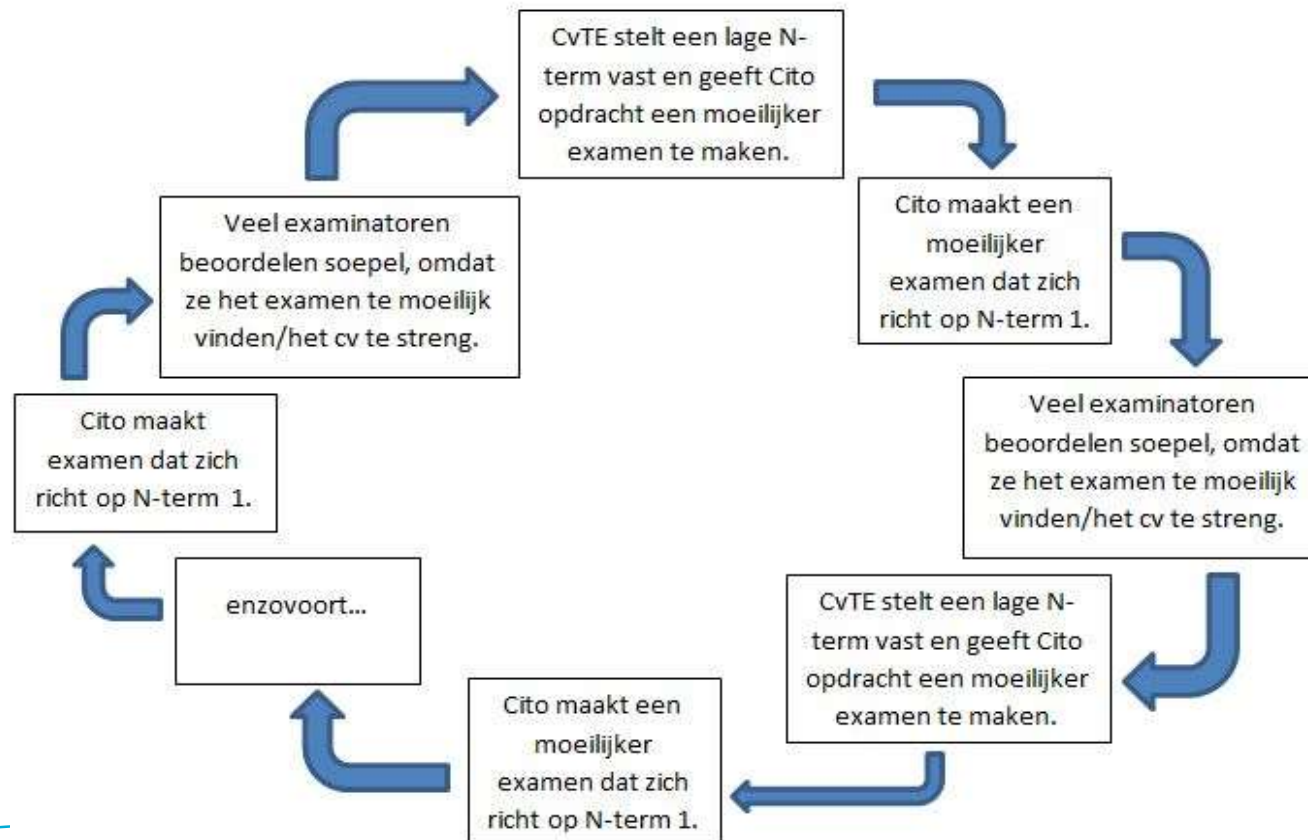 CvTE stelt een lage N-
term vast en geeft Cito
opdracht een moeilijker
examen te maken.
Cito maakt een
moeilijker
examen dat zich
richt op N-term 1.
Veel examinatoren
beoordelen soepel, omdat
ze het examen te moeilijk
vinden/het cv te streng.
CvTE stelt een lage N-
term vast en geeft Cito
opdracht een moeilijker
examen te maken.
Cito maakt een
moeilijker
examen dat zich
richt op N-term 1.
enzovoort...
Cito maakt
examen dat zich
richt op N-term 1.
Veel examinatoren
beoordelen soepel, omdat
ze het examen te moeilijk
vinden/het cv te streng.